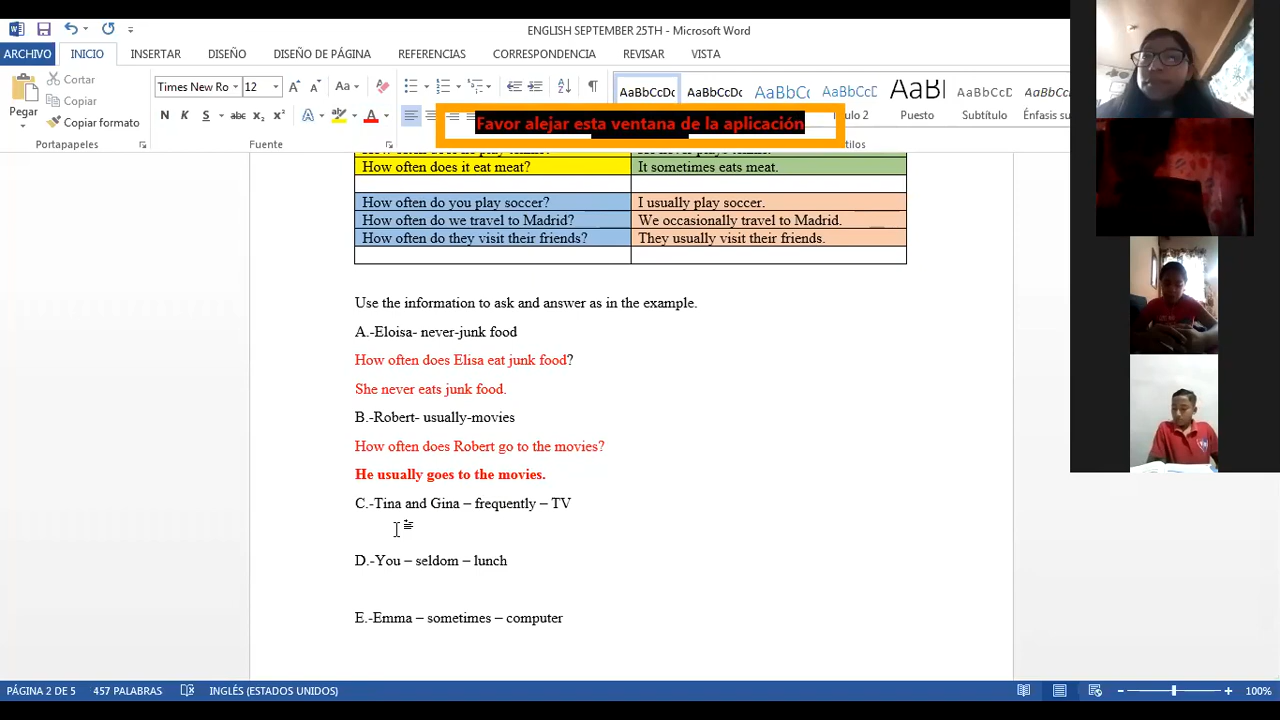 ENGLISH SEPTEMBER 25TH - Microsoft Word
ARCHIVO INICIO INSERTAR DISEÑO DISEÑO DE PÁGINA REFERENCIAS CORRESPONDENCIA REVISAR VISTA
Pegar
Cortar
Copiar
Copiar formato
Portapapeles
Times New Ro 12
N K S abc X₂ X²
Fuente
AaBbCcDc AaBbCcDc AaBbC AaBbCcD AaBl
Título 2 Puesto Subtítulo
Favor alejar esta ventana de la aplicación
How often does it eat meat? It sometimes eats meat.
How often do you play soccer? I usually play soccer.
How often do we travel to Madrid? We occasionally travel to Madrid.
How often do they visit their friends? They usually visit their friends.
Use the information to ask and answer as in the example.
A.-Eloisa- never-junk food
How often does Elisa eat junk food?
She never eats junk food.
B.-Robert- usually-movies
How often does Robert go to the movies?
He usually goes to the movies.
C.-Tina and Gina – frequently – TV
D.-You – seldom – lunch
E.-Emma – sometimes – computer
PÁGINA 2 DE 5 457 PALABRAS INGLÉS (ESTADOS UNIDOS) 100%